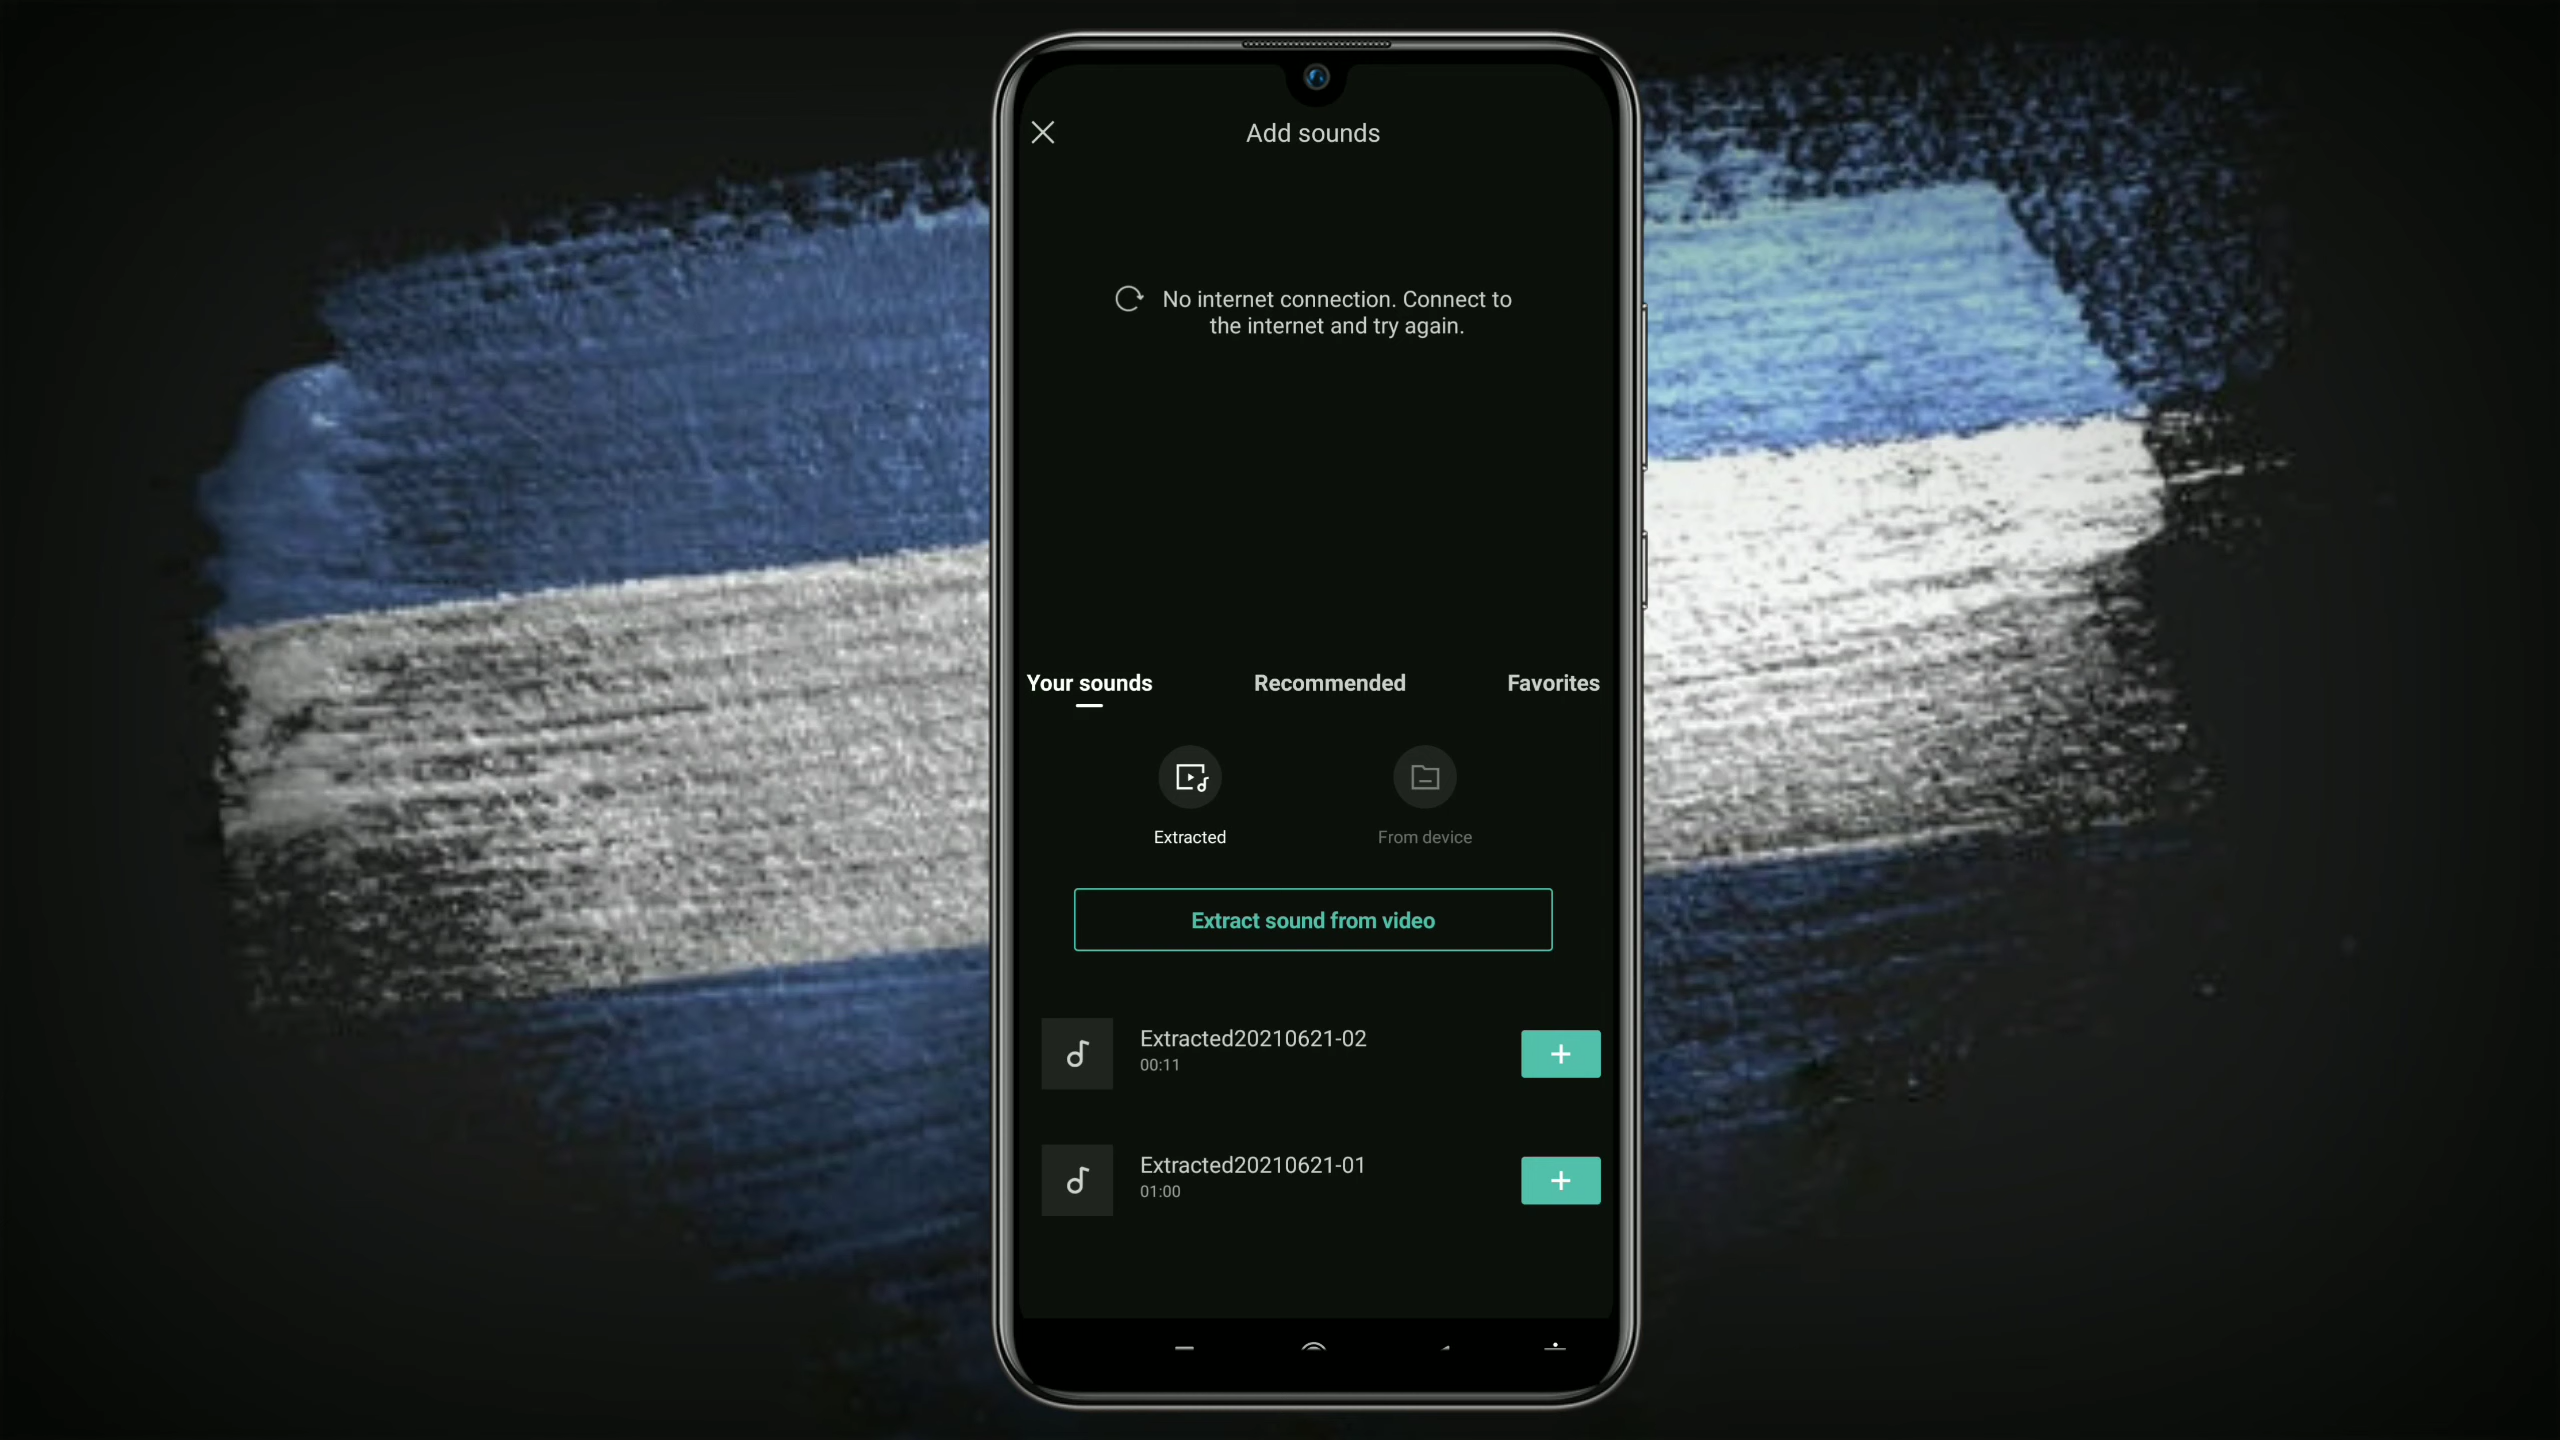 Add sounds
No internet connection. Connect to
the internet and try again.
Your sounds Recommended Favorites
Extracted From device
Extract sound from video
Extracted20210621-02
00:11
Extracted20210621-01
01:00